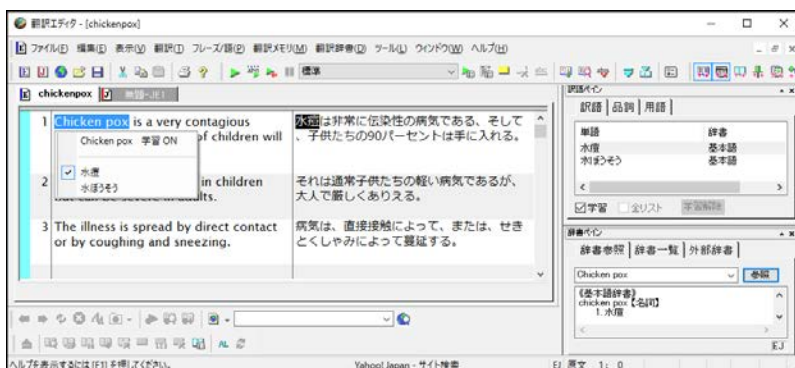 翻訳エディタ - [chickenpox]
ファイル(F) 編集(E) 表示(V) 翻訳(T) フレーズ/語(P) 翻訳メモリ(M) 翻訳辞書(D) ツール(L) ウィンドウ(W) ヘルプ(H)
標準
chickenpox 無題-JE1
1 Chicken pox is a very contagious
of children will
水痘は非常に伝染性の病気である、そして
、子供たちの90パーセントは手に入れる。
Chicken pox 学習 ON
水痘
水ぼうそう
2 in children
but can be severe in adults.
それは通常子供たちの軽い病気であるが、
大人で厳しくありえる。
3 The illness is spread by direct contact
or by coughing and sneezing.
病気は、直接接触によって、または、せき
とくしゃみによって蔓延する。
訳語ペイン
訳語 品詞 用語
単語 辞書
水痘 基本語
水ぼうそう 基本語
学習 全リスト 学習解除
辞書ペイン
辞書参照 辞書一覧 外部辞書
Chicken pox 参照
《基本語辞書》
chicken pox【名詞】
1. 水痘
EJ
ヘルプを表示するには [F1] を押してください。 Yahoo! Japan - サイト検索 EJ 原文 1: 0